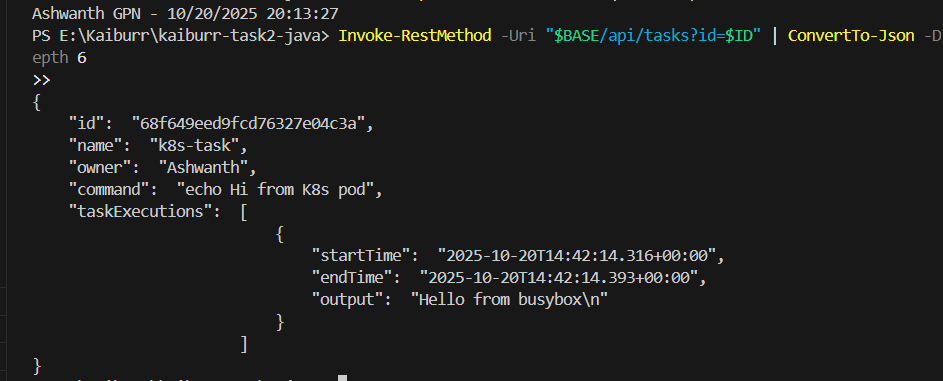 Ashwanth GPN - 10/20/2025 20:13:27
PS E:\Kaiburr\kaiburr-task2-java> Invoke-RestMethod -Uri "$BASE/api/tasks?id=$ID" | ConvertTo-Json -D
epth 6
>>
{
    "id":  "68f649eed9fcd76327e04c3a",
    "name":  "k8s-task",
    "owner":  "Ashwanth",
    "command":  "echo Hi from K8s pod",
    "taskExecutions":  [
                           {
                               "startTime":  "2025-10-20T14:42:14.316+00:00",
                               "endTime":  "2025-10-20T14:42:14.393+00:00",
                               "output":  "Hello from busybox\n"
                           }
                       ]
}